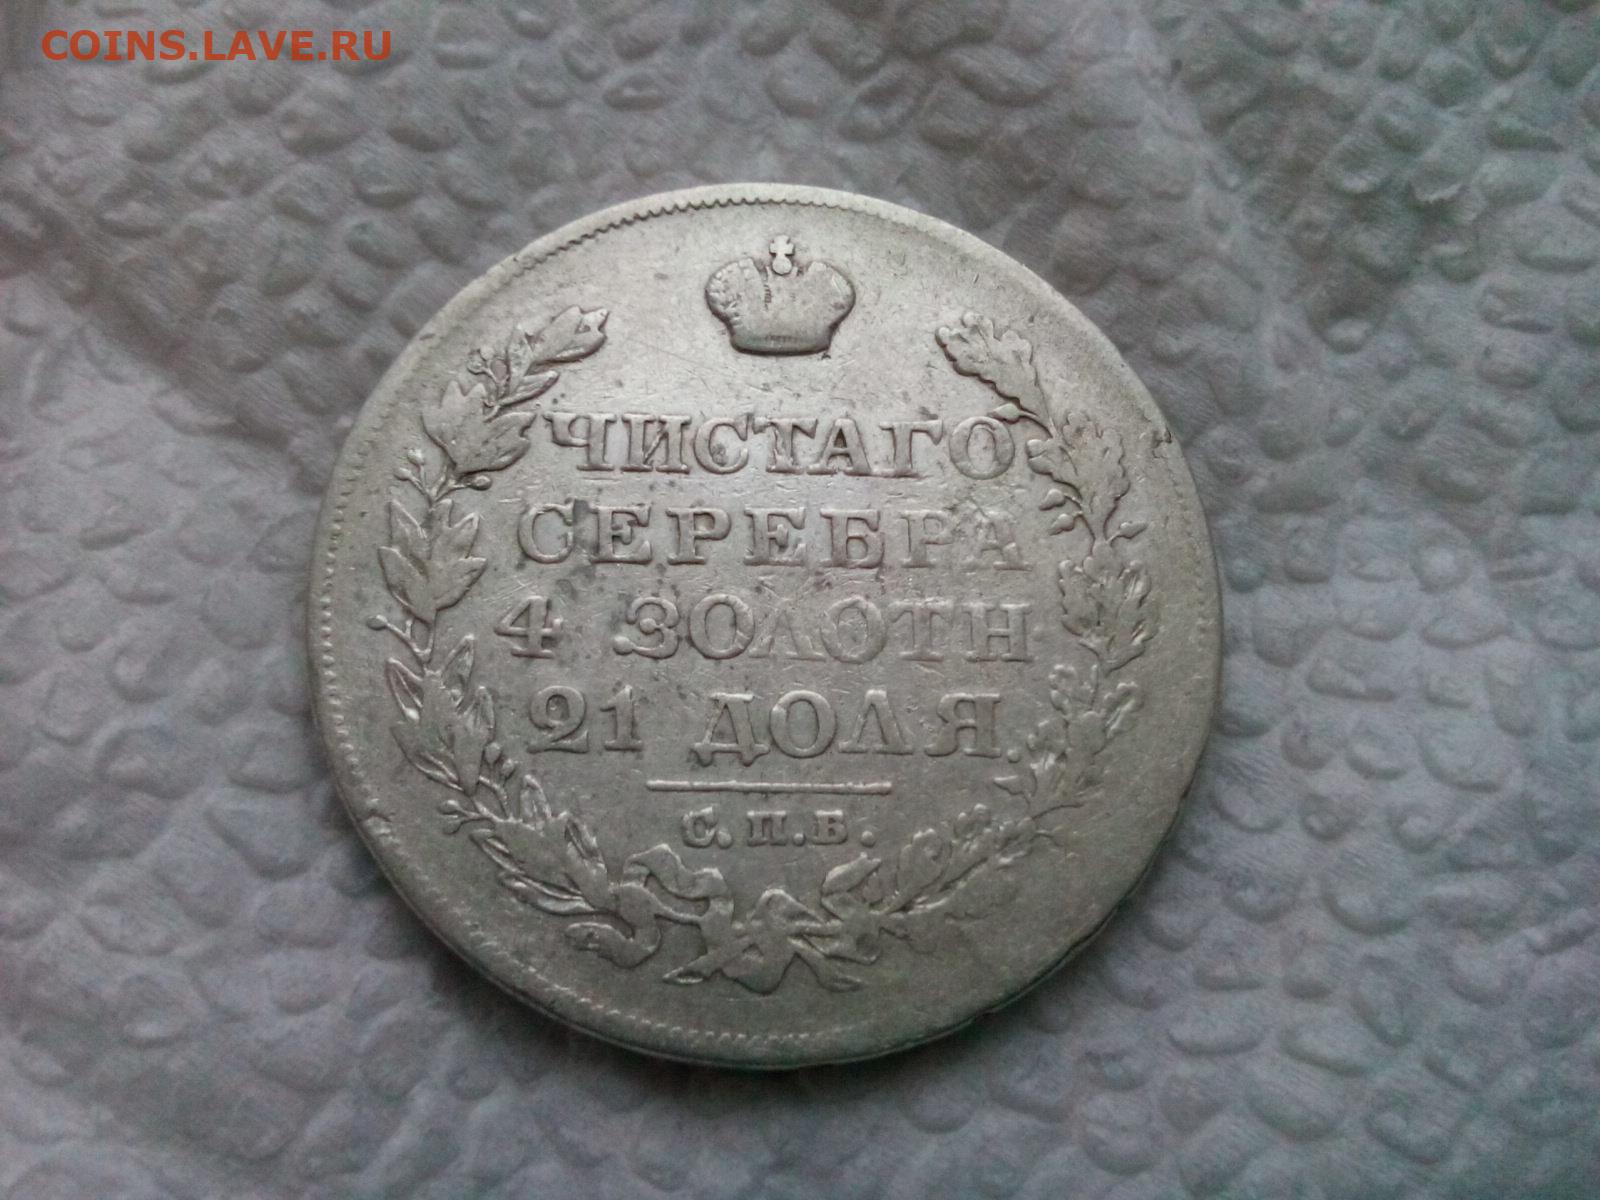 COINS.LAVE.RU
ЧИСТАГО
СЕРЕБРА
4 ЗОЛОТН
21 ДОЛЯ.
С.П.Б.